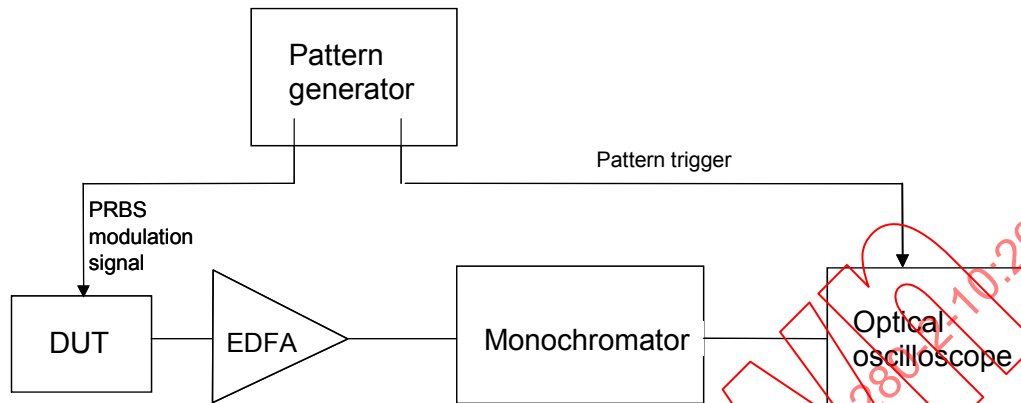 Pattern
generator
Pattern trigger
PRBS
modulation
signal
DUT
EDFA
Monochromator
Optical
oscilloscope